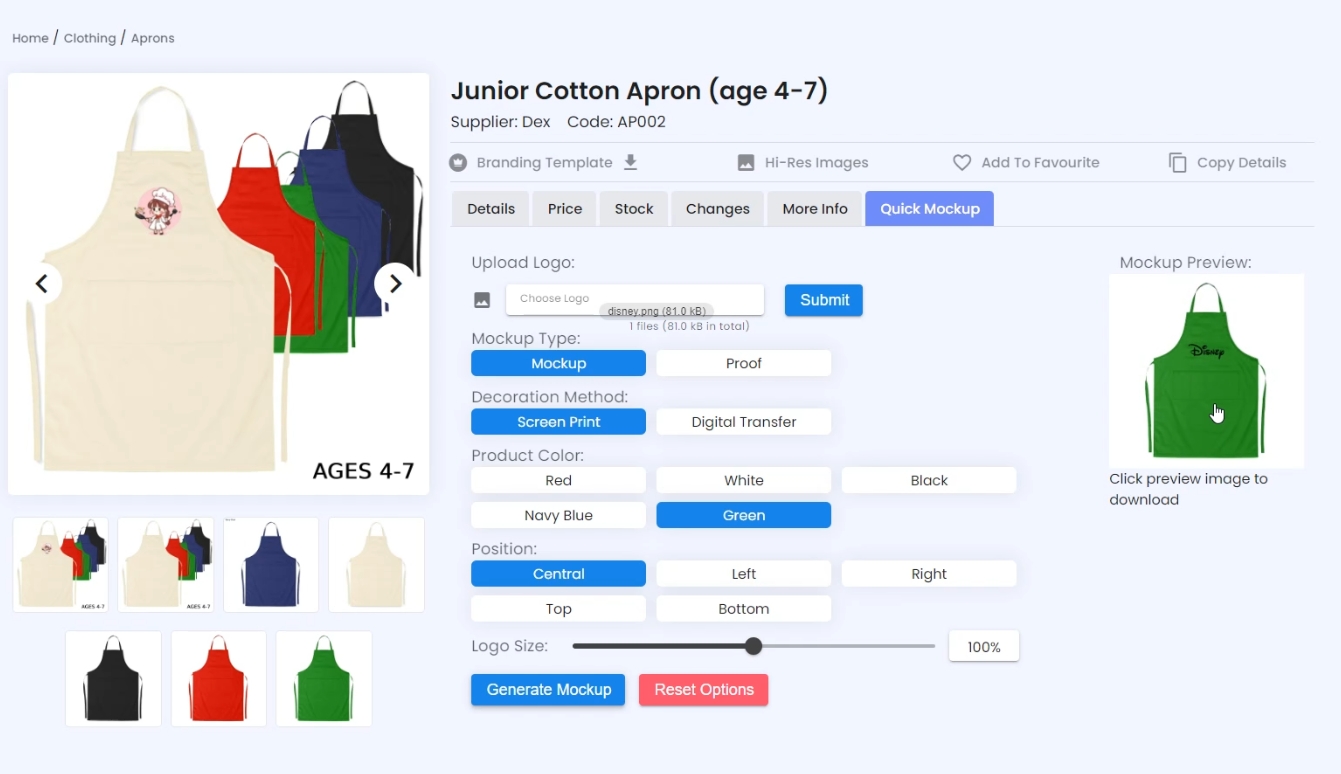 Home / Clothing / Aprons
Junior Cotton Apron (age 4-7)
Supplier: Dex Code: AP002
Branding Template Hi-Res Images Add To Favourite Copy Details
Details Price Stock Changes More Info Quick Mockup
AGES 4-7
AGES 4-7
AGES 4-7
Upload Logo:
Choose Logo
disney.png (81.0 kB)
1 files (81.0 kB in total)
Submit
Mockup Type:
Mockup Proof
Decoration Method:
Screen Print Digital Transfer
Product Color:
Red White Black
Navy Blue Green
Position:
Central Left Right
Top Bottom
Logo Size: 100%
Generate Mockup Reset Options
Mockup Preview:
Disney
Click preview image to
download